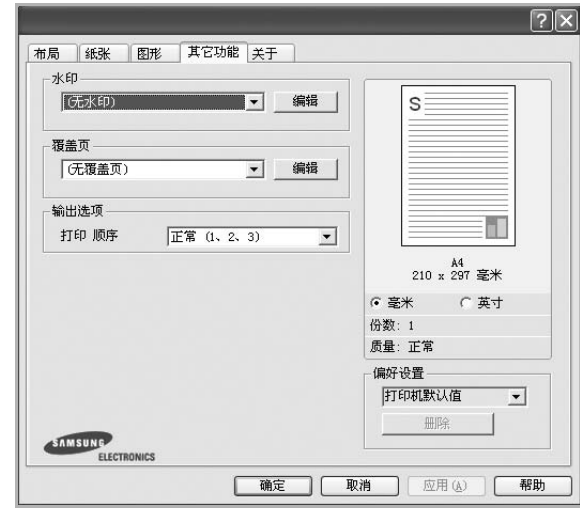 布局 纸张 图形 其它功能 关于
水印
(无水印) 编辑
覆盖页
(无覆盖页) 编辑
输出选项
打印 顺序 正常 (1、2、3)
S
A4
210 x 297 毫米
毫米 英寸
份数: 1
质量: 正常
偏好设置
打印机默认值
删除
SAMSUNG
ELECTRONICS
确定 取消 应用(A) 帮助